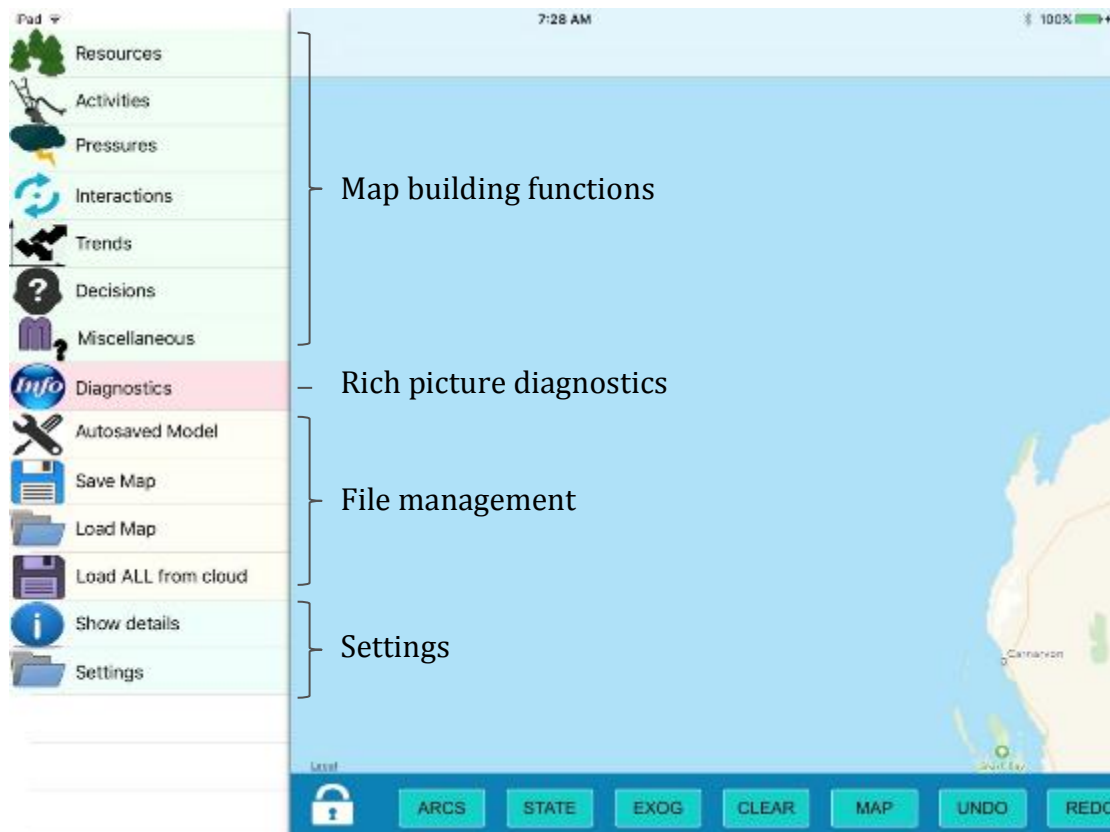 iPad 7:28 AM 100%
Resources
Activities
Pressures
Interactions
Trends
Decisions
Miscellaneous
Info Diagnostics
Autosaved Model
Save Map
Load Map
Load ALL from cloud
Show details
Settings
Map building functions
Rich picture diagnostics
File management
Settings
Carnarvon
Legal
ARCS STATE EXOG CLEAR MAP UNDO REDO